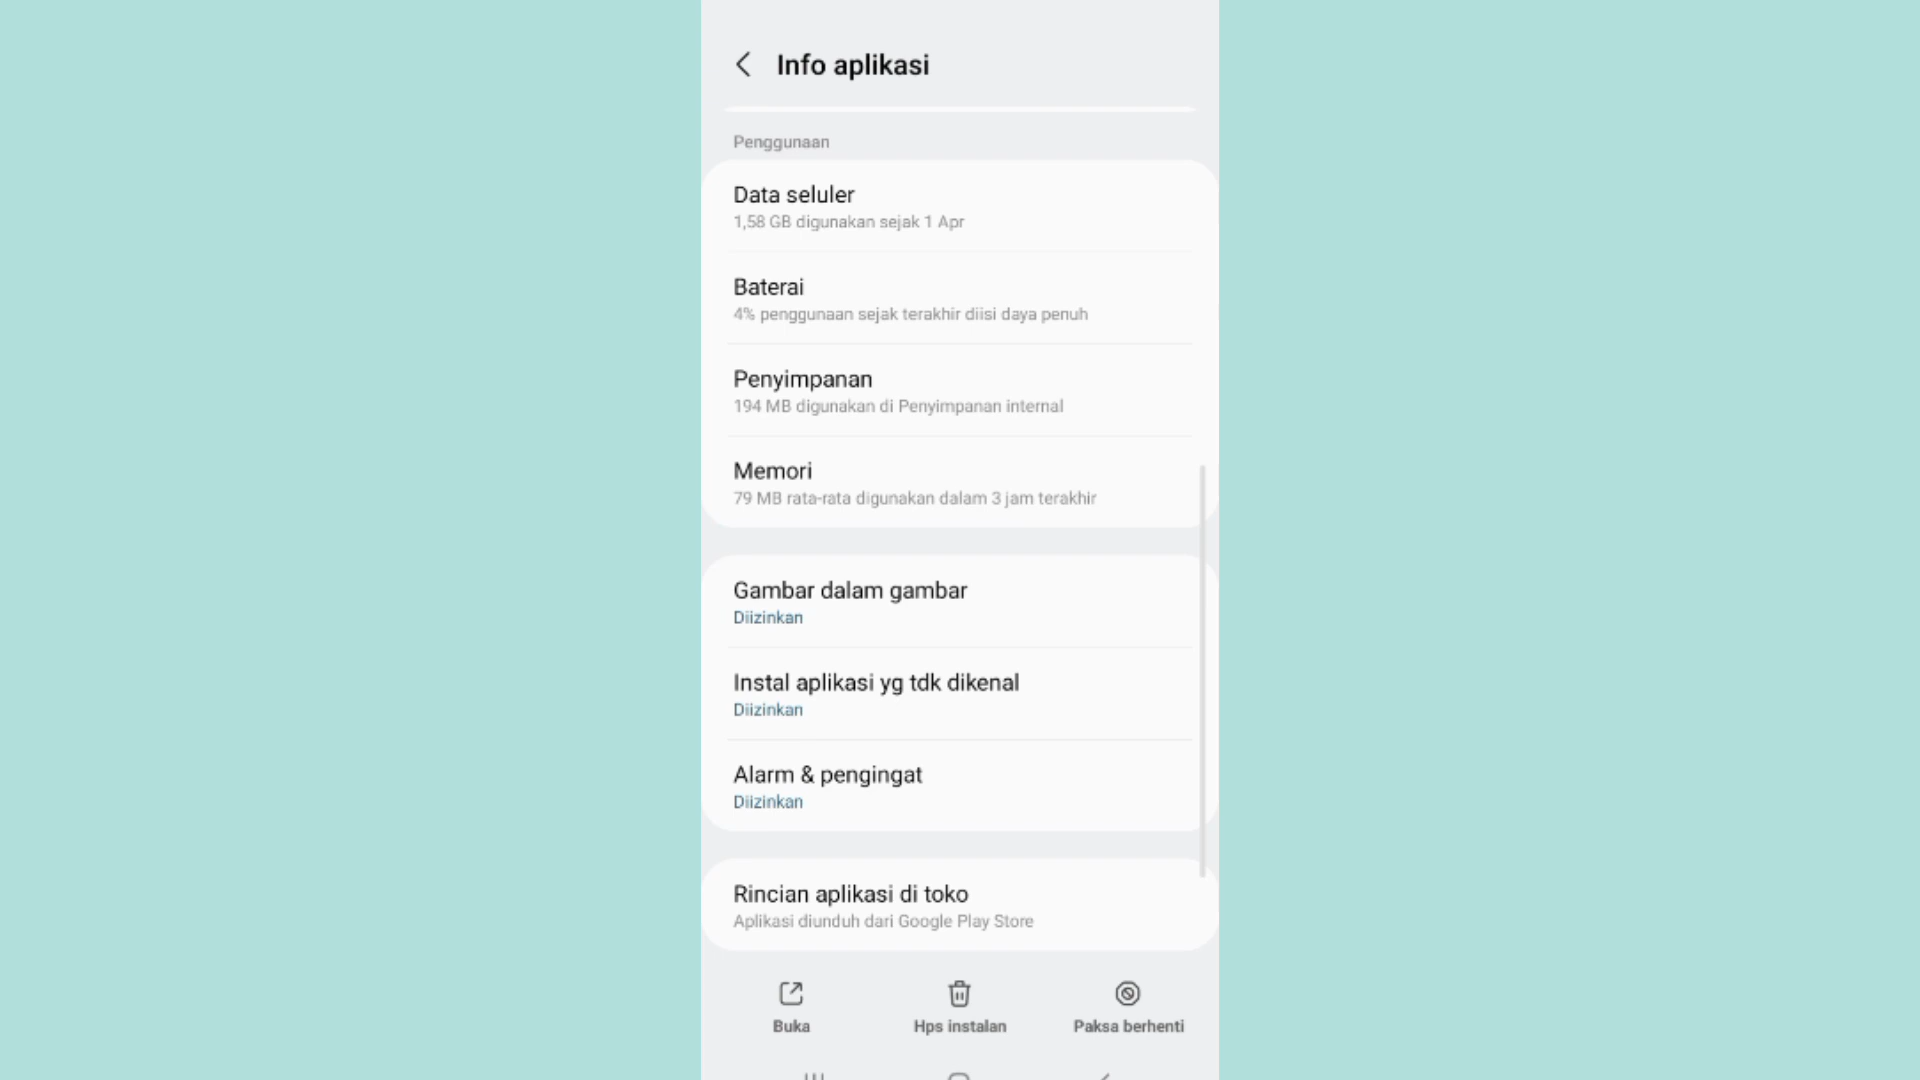 Info aplikasi
Penggunaan
Data seluler
1,58 GB digunakan sejak 1 Apr
Baterai
4% penggunaan sejak terakhir diisi daya penuh
Penyimpanan
194 MB digunakan di Penyimpanan internal
Memori
79 MB rata-rata digunakan dalam 3 jam terakhir
Gambar dalam gambar
Diizinkan
Instal aplikasi yg tdk dikenal
Diizinkan
Alarm & pengingat
Diizinkan
Rincian aplikasi di toko
Aplikasi diunduh dari Google Play Store
Buka
Hps instalan
Paksa berhenti